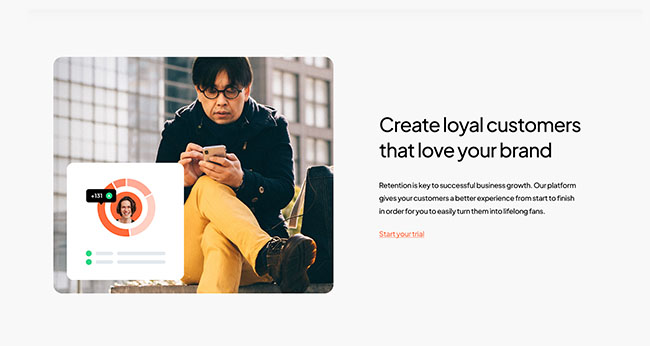 Create loyal customers
that love your brand
Retention is key to successful business growth. Our platform
gives your customers a better experience from start to finish
in order for you to easily turn them into lifelong fans.
Start your trial
+131